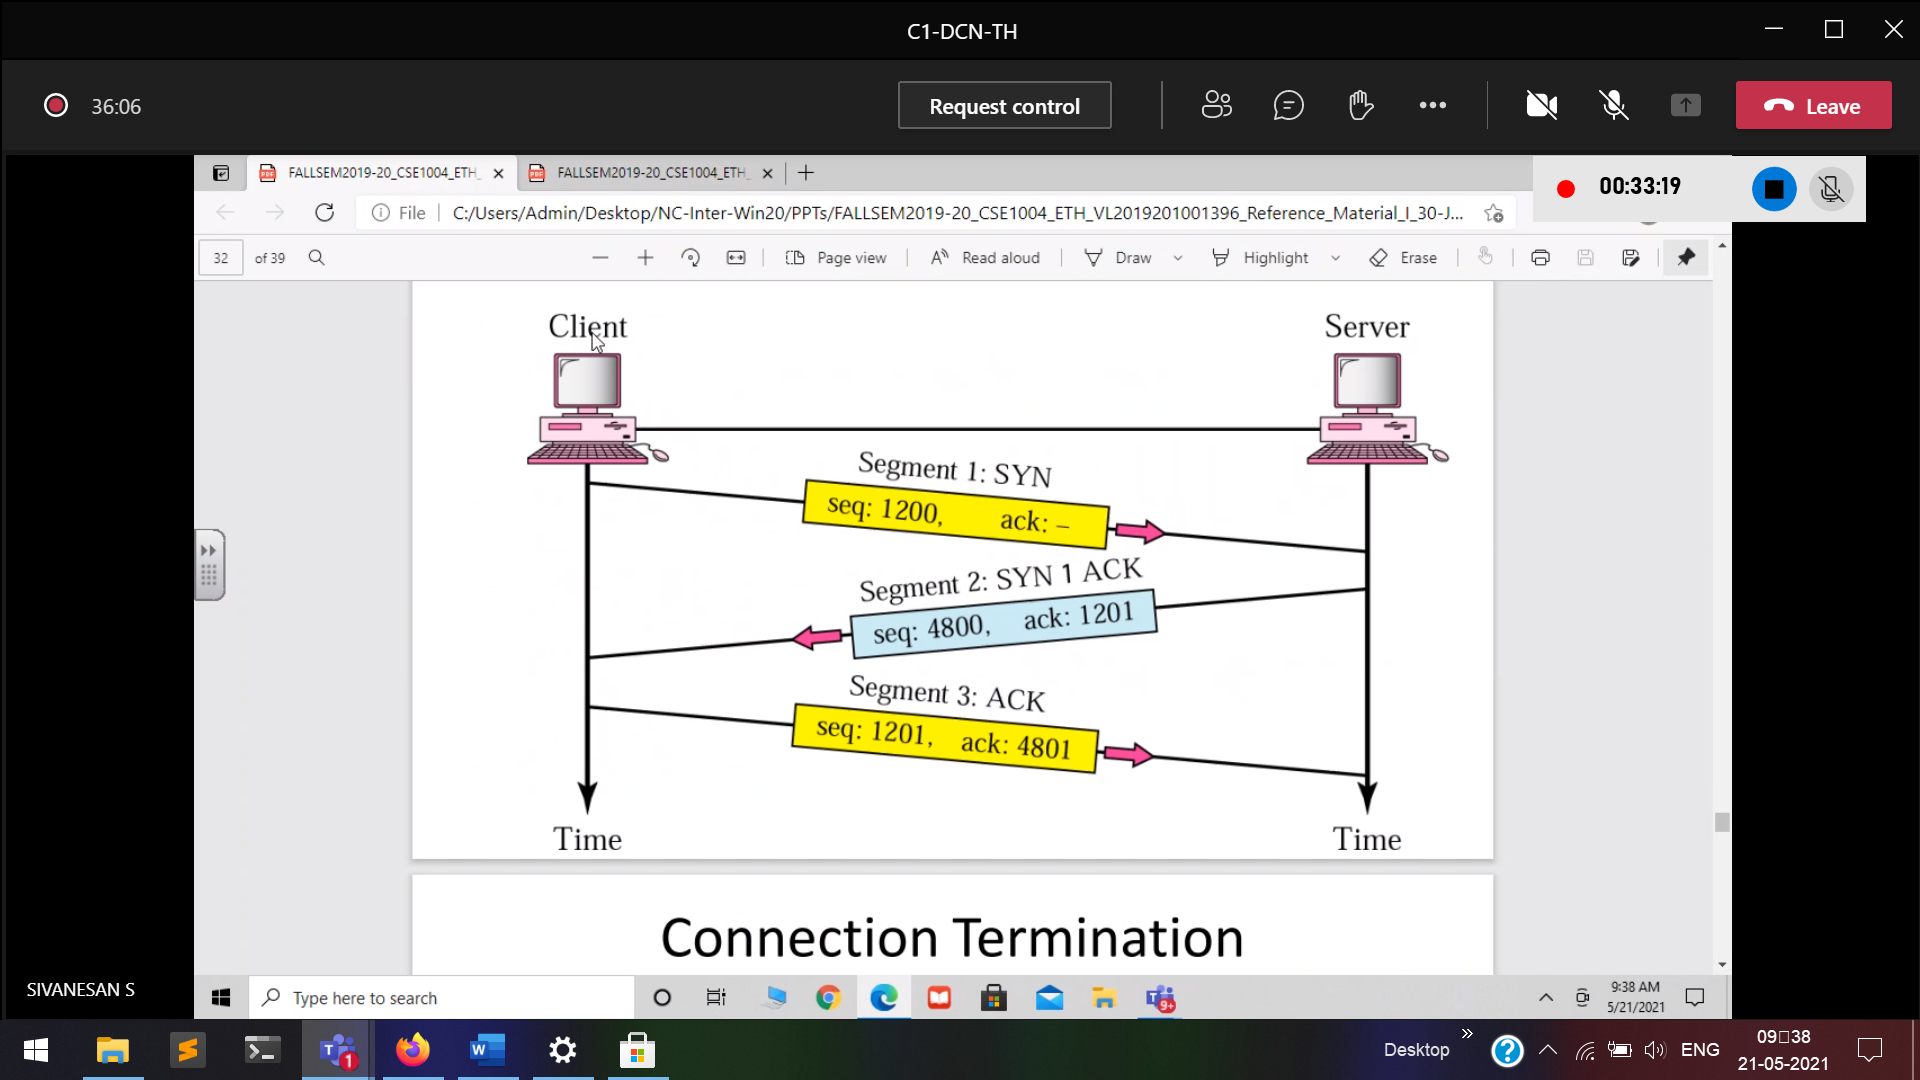 C1-DCN-TH
36:06
Request control
Leave
FALLSEM2019-20_CSE1004_ETH_
FALLSEM2019-20_CSE1004_ETH_
00:33:19
File
C:/Users/Admin/Desktop/NC-Inter-Win20/PPTs/FALLSEM2019-20_CSE1004_ETH_VL2019201001396_Reference_Material_I_30-J...
32 of 39
Page view
Read aloud
Draw
Highlight
Erase
Client
Server
Segment 1: SYN
seq: 1200, ack: –
Segment 2: SYN 1 ACK
seq: 4800, ack: 1201
Segment 3: ACK
seq: 1201, ack: 4801
Time
Time
Connection Termination
SIVANESAN S
Type here to search
9+
9:38 AM
5/21/2021
1
Desktop
ENG
09□38
21-05-2021